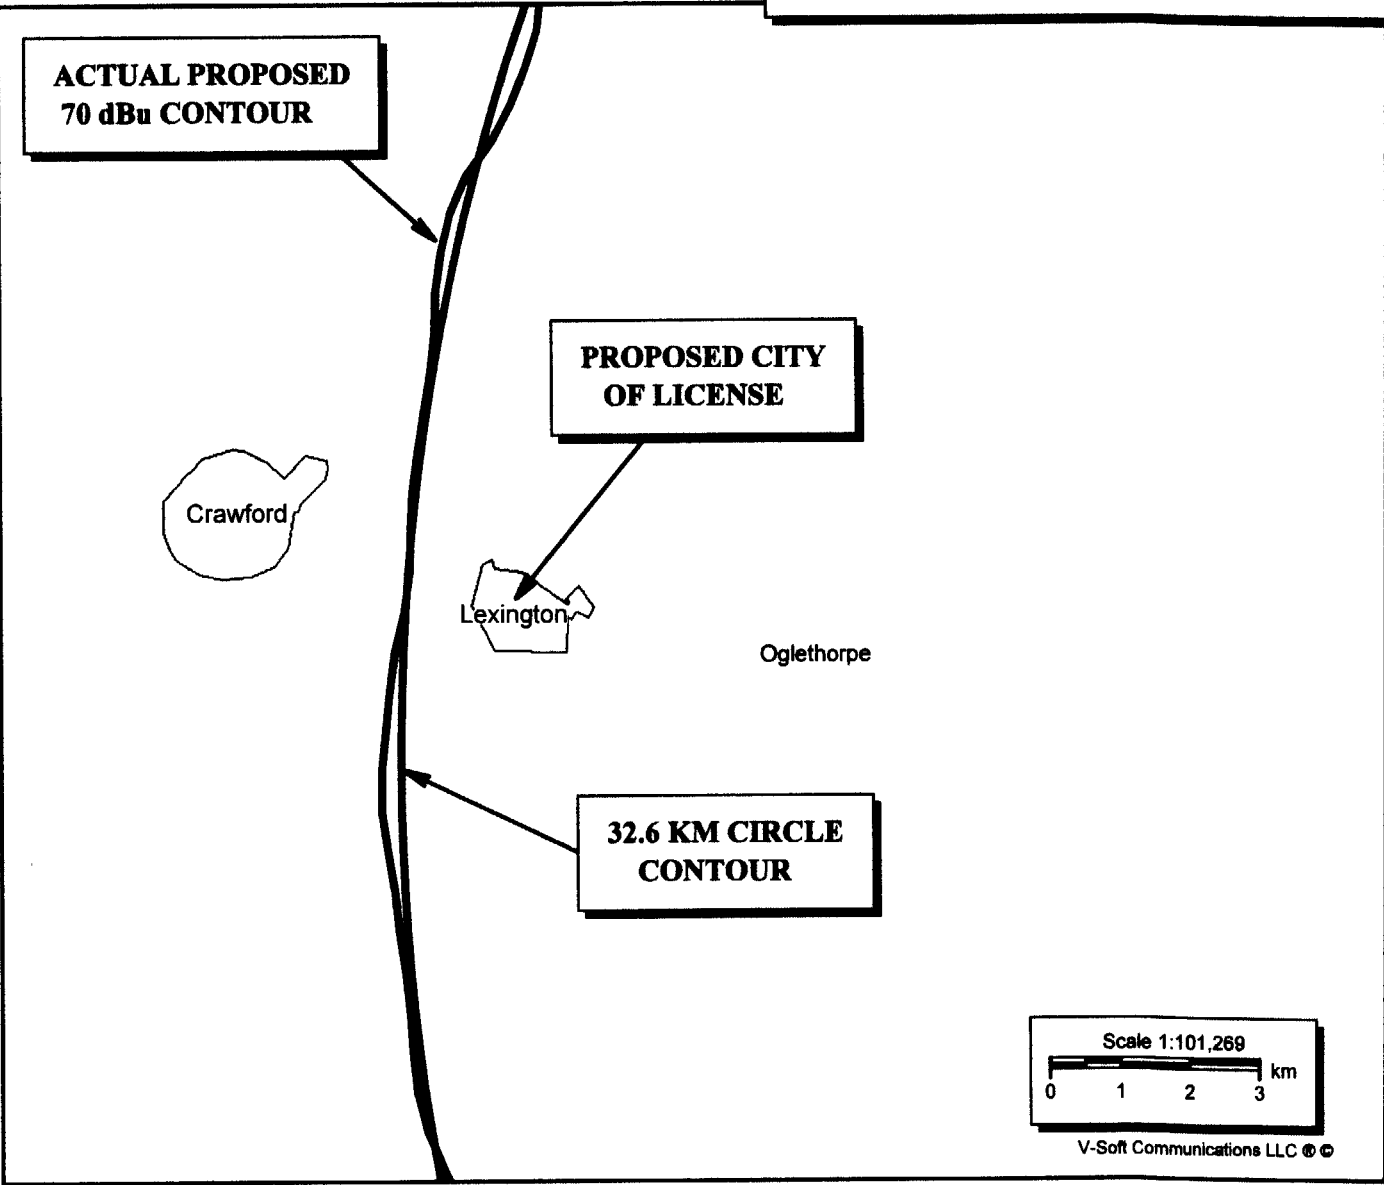 ACTUAL PROPOSED
70 dBu CONTOUR
PROPOSED CITY
OF LICENSE
Crawford
Lexington
Oglethorpe
32.6 KM CIRCLE
CONTOUR
Scale 1:101,269
km
0 1 2 3
V-Soft Communications LLC ® ©